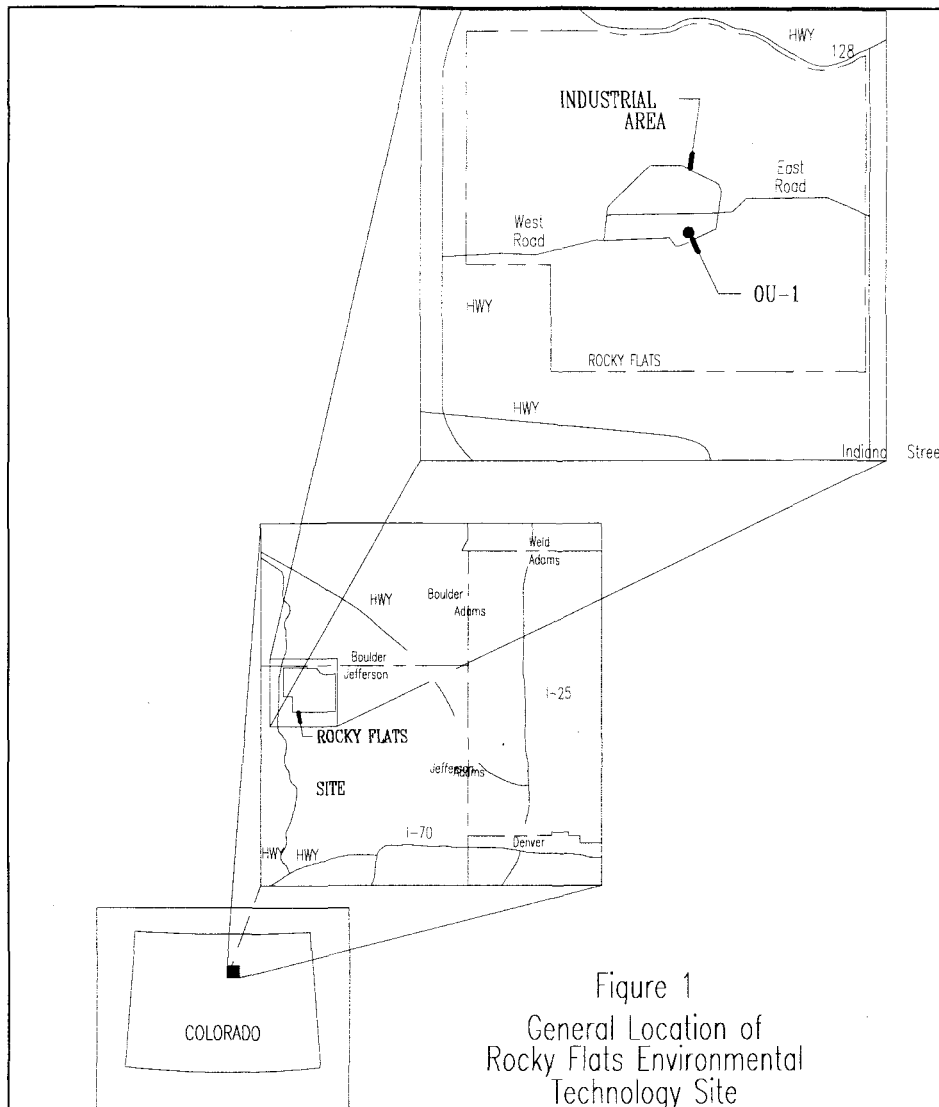 HWY
128
INDUSTRIAL
AREA
East
Road
West
Road
OU-1
HWY
ROCKY FLATS
HWY
Indiana Stree
Weld
Adams
HWY
Boulder
Adams
Boulder
Jefferson
i-25
ROCKY FLATS
Jefferson
Adams
SITE
i-70
Denver
HWY HWY
COLORADO
Figure 1
General Location of
Rocky Flats Environmental
Technology Site